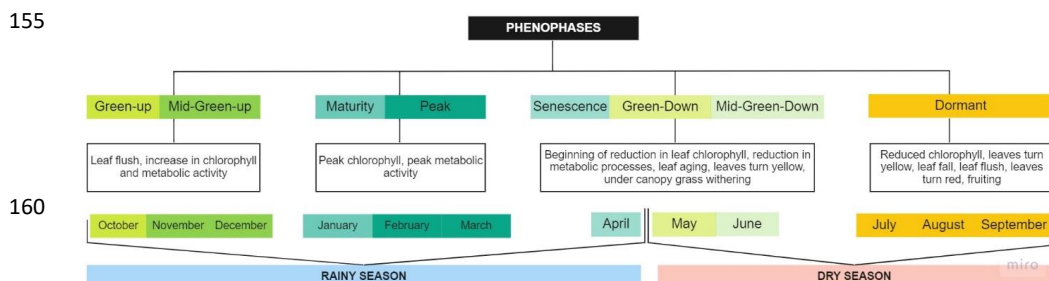 155
PHENOPHASES
Green-up Mid-Green-up
Maturity Peak
Senescence Green-Down Mid-Green-Down
Dormant
Leaf flush, increase in chlorophyll
and metabolic activity
Peak chlorophyll, peak metabolic
activity
Beginning of reduction in leaf chlorophyll, reduction in
metabolic processes, leaf aging, leaves turn yellow,
under canopy grass withering
Reduced chlorophyll, leaves turn
yellow, leaf fall, leaf flush, leaves
turn red, fruiting
160
October November December
January February March
April May June
July August September
RAINY SEASON
DRY SEASON
miro